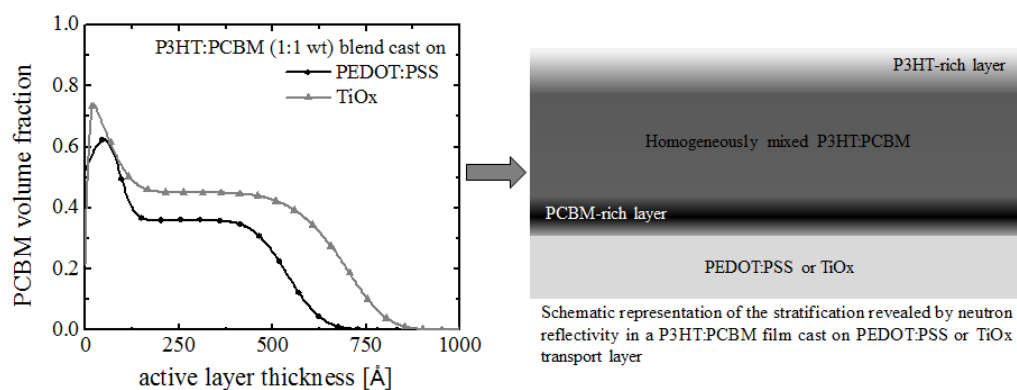 1.0
0.8
0.6
0.4
0.2
0.0
PCBM volume fraction
P3HT:PCBM (1:1 wt) blend cast on
PEDOT:PSS
TiOx
0
250
500
750
1000
active layer thickness [Å]
P3HT-rich layer
Homogeneously mixed P3HT:PCBM
PCBM-rich layer
PEDOT:PSS or TiOx
Schematic representation of the stratification revealed by neutron
reflectivity in a P3HT:PCBM film cast on PEDOT:PSS or TiOx
transport layer